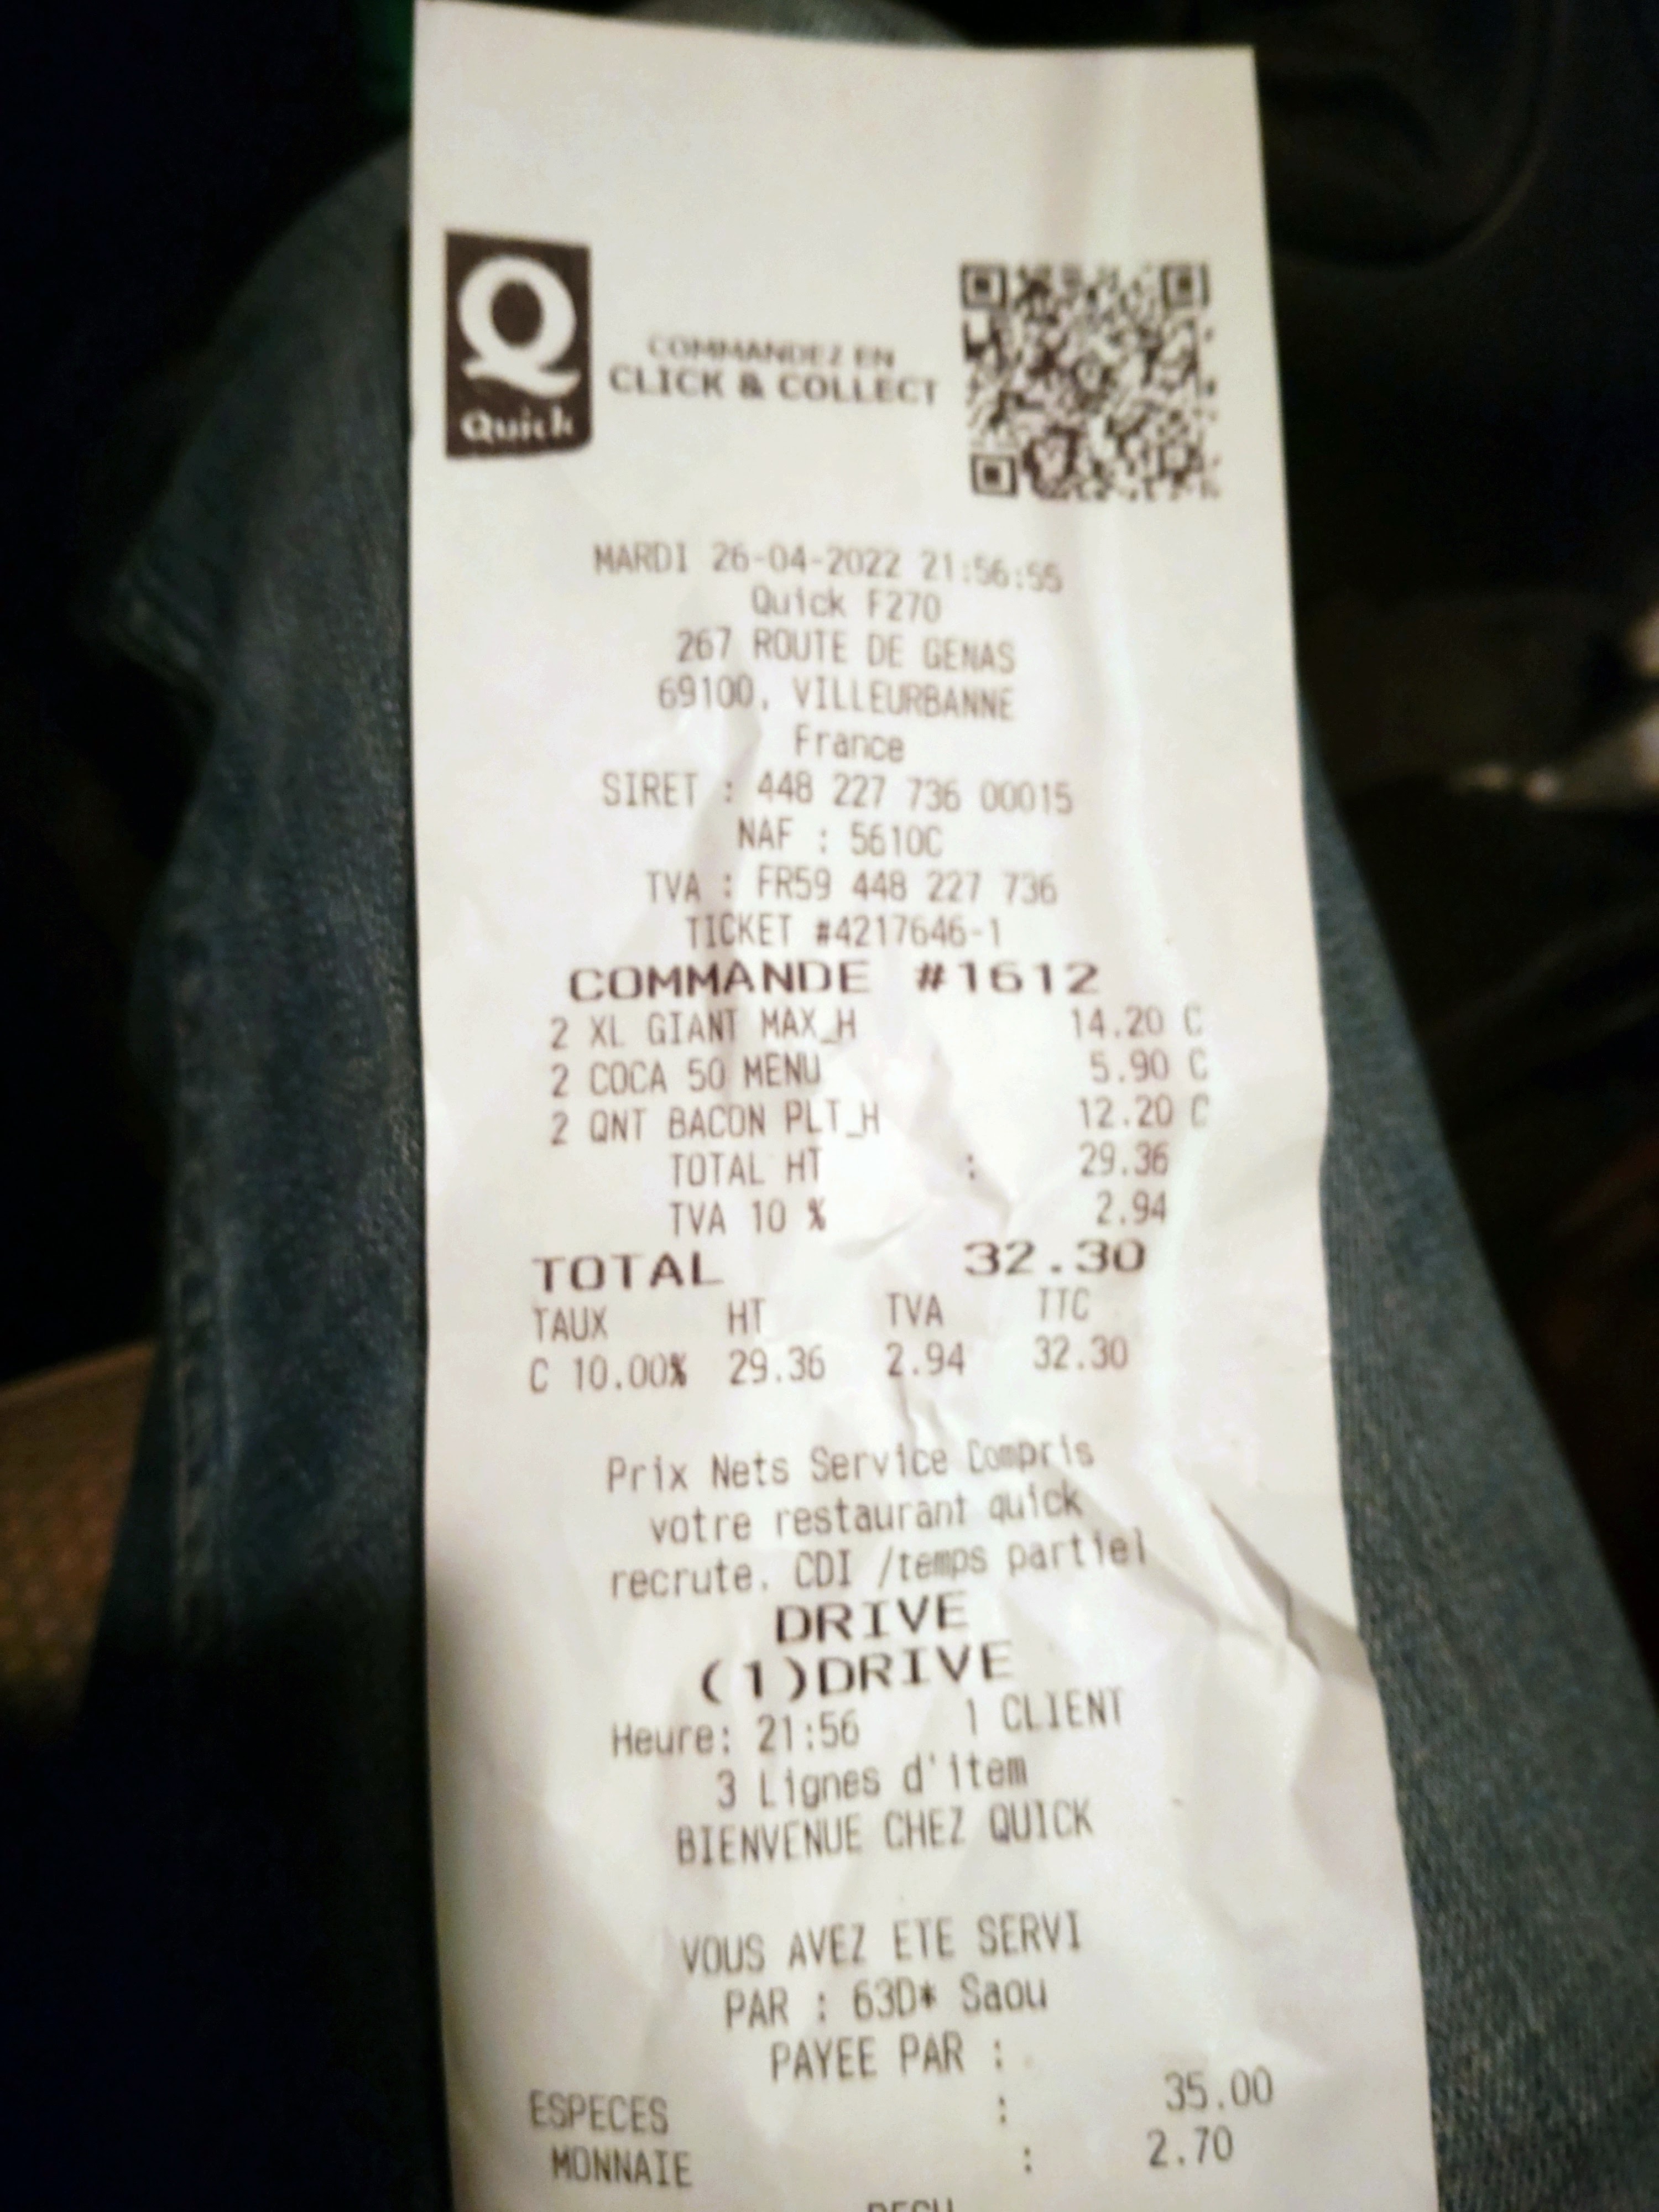 Quick
COMMANDEZ EN
CLICK & COLLECT
MARDI 26-04-2022 21:56:55
Quick F270
267 ROUTE DE GENAS
69100, VILLEURBANNE
France
SIRET : 448 227 736 00015
NAF : 5610C
TVA : FR59 448 227 736
TICKET #4217646-1
COMMANDE #1612
2 XL GIANT MAX_H 14.20 C
2 COCA 50 MENU 5.90 C
2 QNT BACON PLT_H 12.20 C
TOTAL HT : 29.36
TVA 10 % 2.94
TOTAL 32.30
TAUX HT TVA TTC
C 10.00% 29.36 2.94 32.30
Prix Nets Service Compris
votre restaurant quick
recrute. CDI /temps partiel
DRIVE
(1)DRIVE
Heure: 21:56 1 CLIENT
3 Lignes d'item
BIENVENUE CHEZ QUICK
VOUS AVEZ ETE SERVI
PAR : 63D* Saou
PAYEE PAR :
ESPECES : 35.00
MONNAIE : 2.70